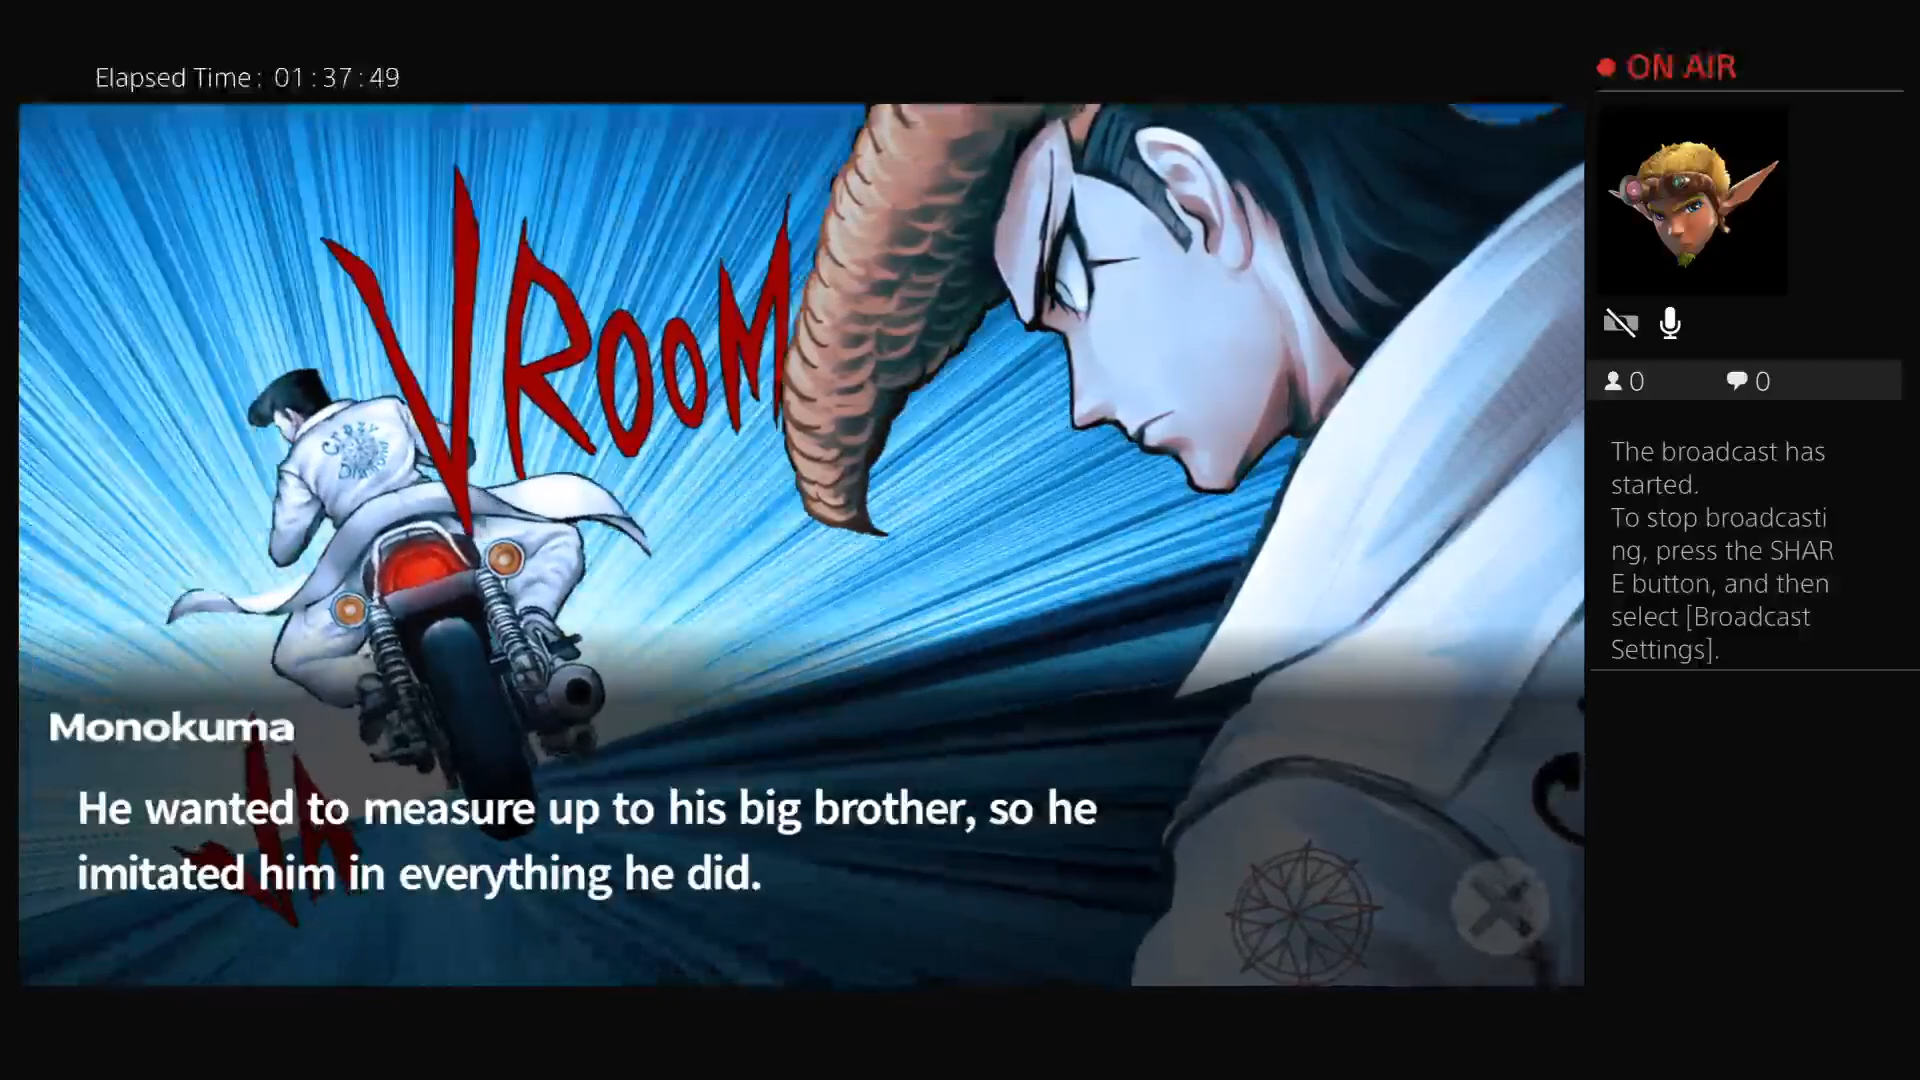 Elapsed Time: 01:37:49
ON AIR
0 0
The broadcast has
started.
To stop broadcasti
ng, press the SHAR
E button, and then
select [Broadcast
Settings].
VROOM
Crazy
Diamond
Monokuma
He wanted to measure up to his big brother, so he
imitated him in everything he did.